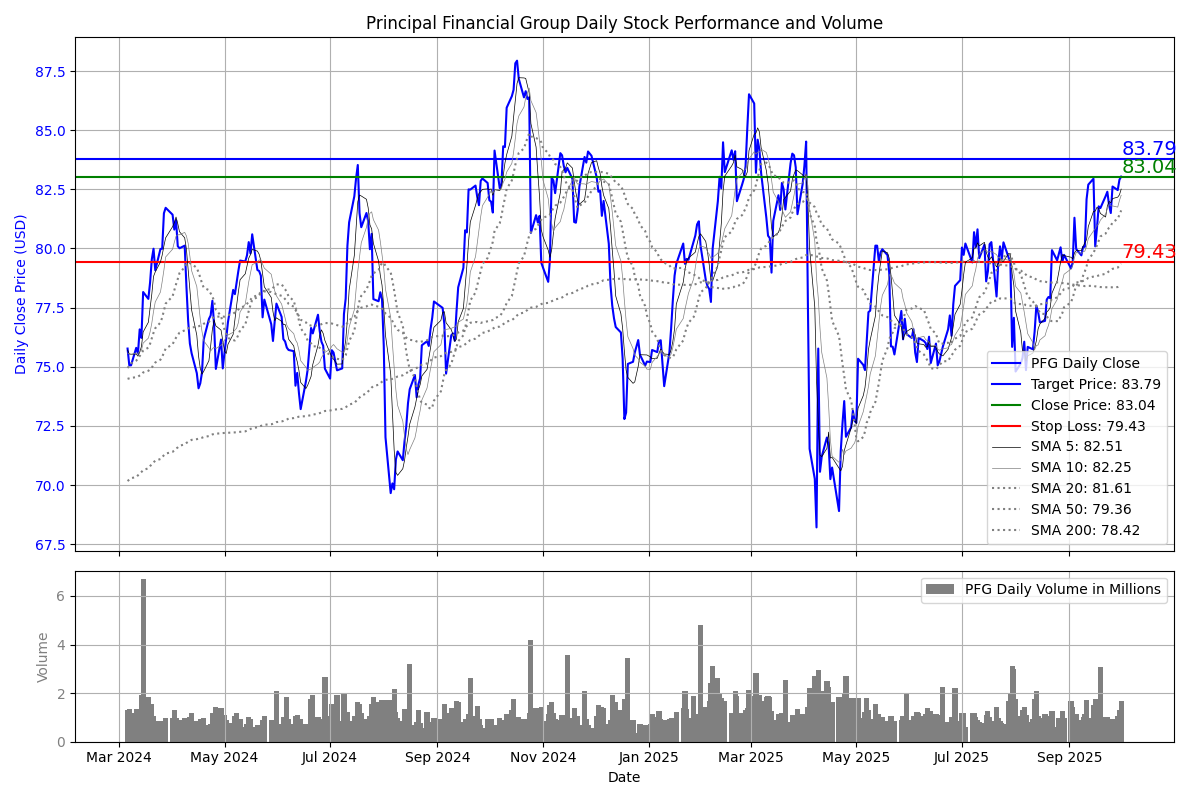 Principal Financial Group Daily Stock Performance and Volume
Daily Close Price (USD)
87.5
85.0
82.5
80.0
77.5
75.0
72.5
70.0
67.5
83.79
83.04
79.43
PFG Daily Close
Target Price: 83.79
Close Price: 83.04
Stop Loss: 79.43
SMA 5: 82.51
SMA 10: 82.25
SMA 20: 81.61
SMA 50: 79.36
SMA 200: 78.42
Volume
6
4
2
0
PFG Daily Volume in Millions
Mar 2024 May 2024 Jul 2024 Sep 2024 Nov 2024 Jan 2025 Mar 2025 May 2025 Jul 2025 Sep 2025
Date